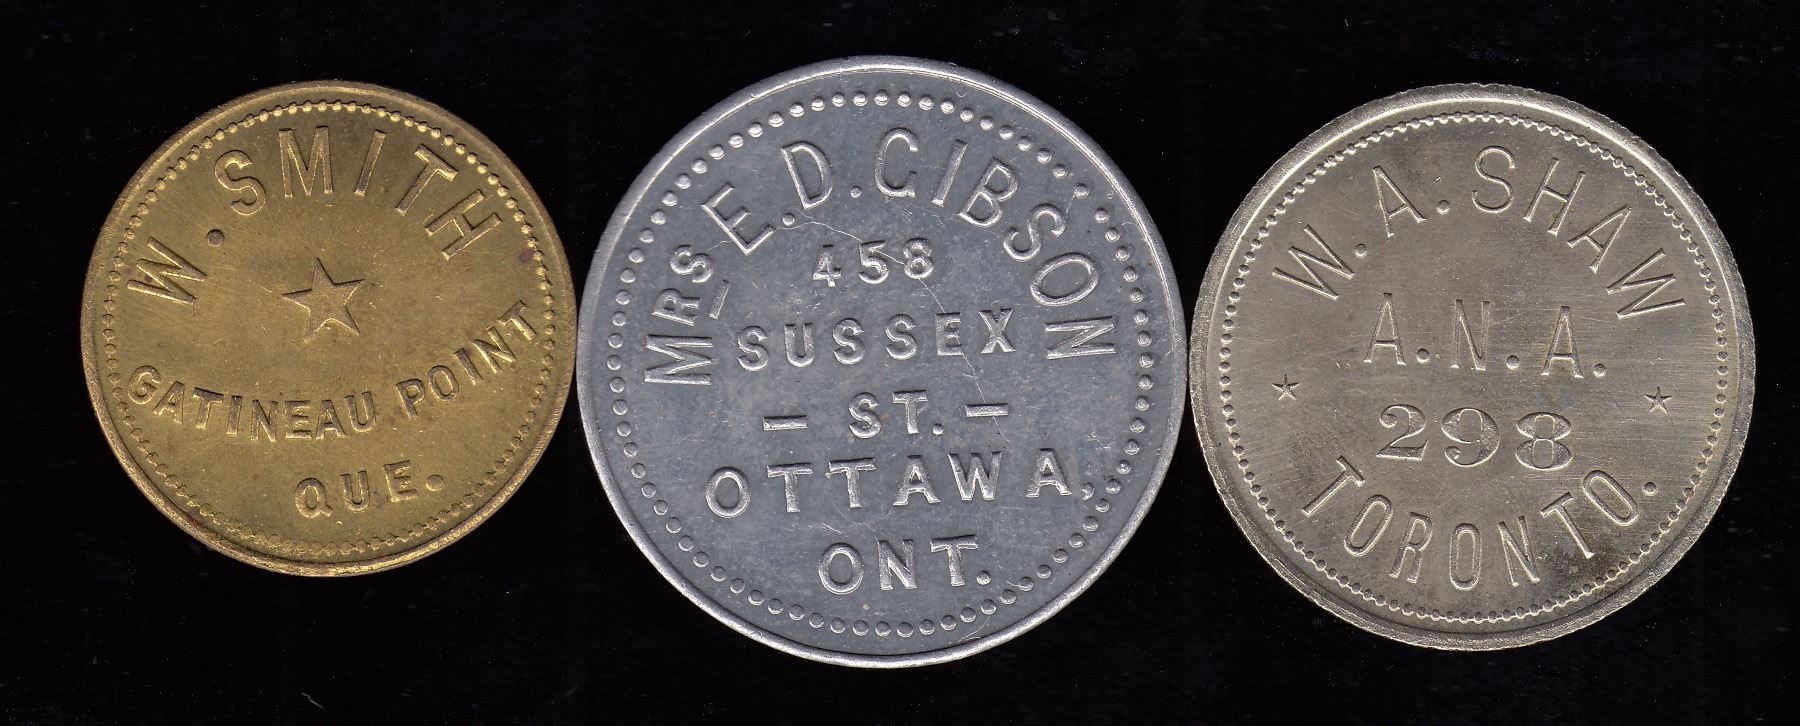 W. SMITH
GATINEAU POINT
QUE.
MRS E.D. GIBSON
458
SUSSEX
— ST. —
OTTAWA,
ONT.
W. A. SHAW
A.N.A.
298
TORONTO.